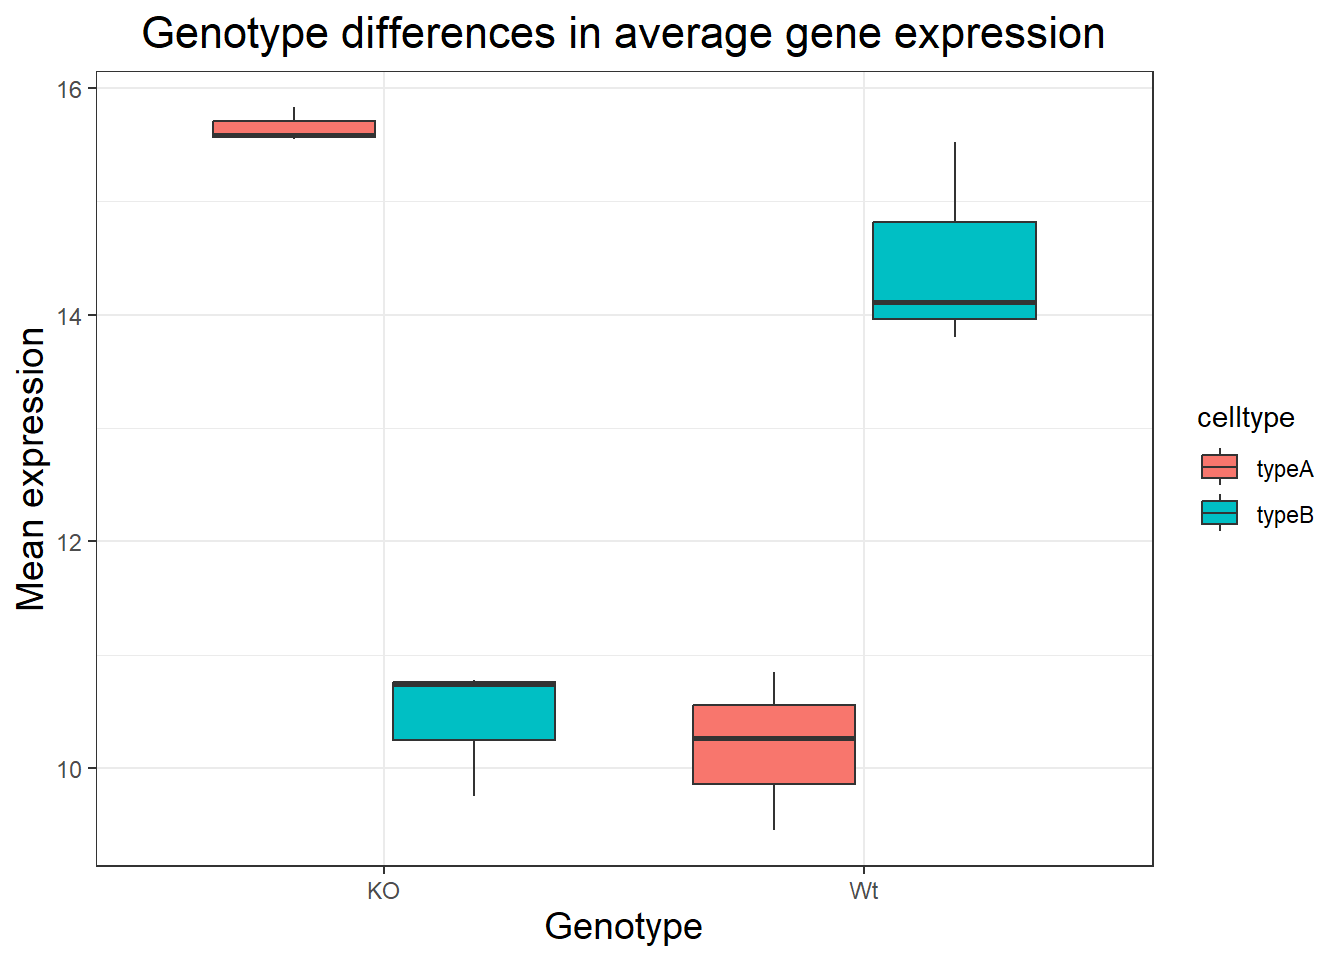 Genotype differences in average gene expression
16
14
12
10
Mean expression
KO
Wt
Genotype
celltype
typeA
typeB